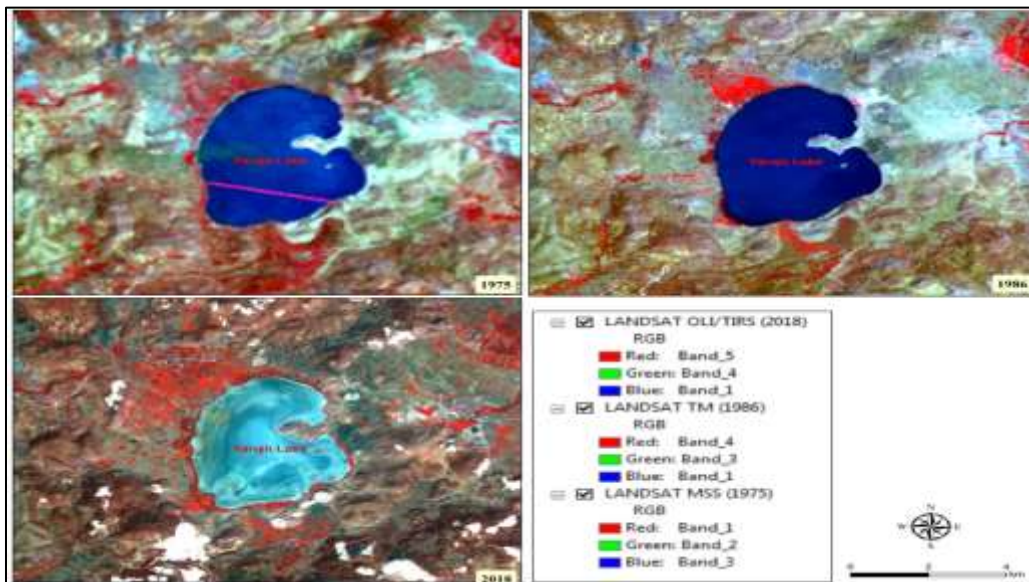 1975
1986
2018
LANDSAT OLI/TIRS (2018)
RGB
Red: Band_5
Green: Band_4
Blue: Band_1
LANDSAT TM (1986)
RGB
Red: Band_4
Green: Band_3
Blue: Band_1
LANDSAT MSS (1975)
RGB
Red: Band_1
Green: Band_2
Blue: Band_3
N
W E